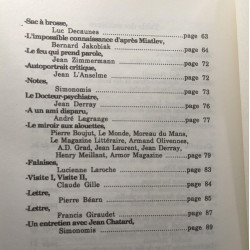 -Sac à brosse,
Luc Decaunes ......page 63
-L'impossible connaissance d'après Miatlev,
Bernard Jakobiak ......page 64
-Le feu qui prend parole,
Jean Zimmermann ......page 72
-Autoportrait critique,
Jean L'Anselme ......page 72
-Notes,
Simonomis ......page 73
-Le Docteur-psychiatre,
Jean Derray ......page 76
-A un ami disparu,
André Lagrange ......page 77
-Le miroir aux alouettes,
Pierre Boujut, Le Monde, Moreau du Mans,
Le Magazine Littéraire, Armand Olivennes,
A.D. Grad, Jean Laurent, Jean Derray,
Henry Meillant, Armor Magazine ......page 79
-Falaises,
Lucienne Laroche ......page 81
-Visite I, Visite II,
Claude Gille ......page 83
-Lettre,
Pierre Béarn ......page 85
-Lettre,
Francis Giraudet ......page 87
-Un entretien avec Jean Chatard,
Simonomis ......page 89